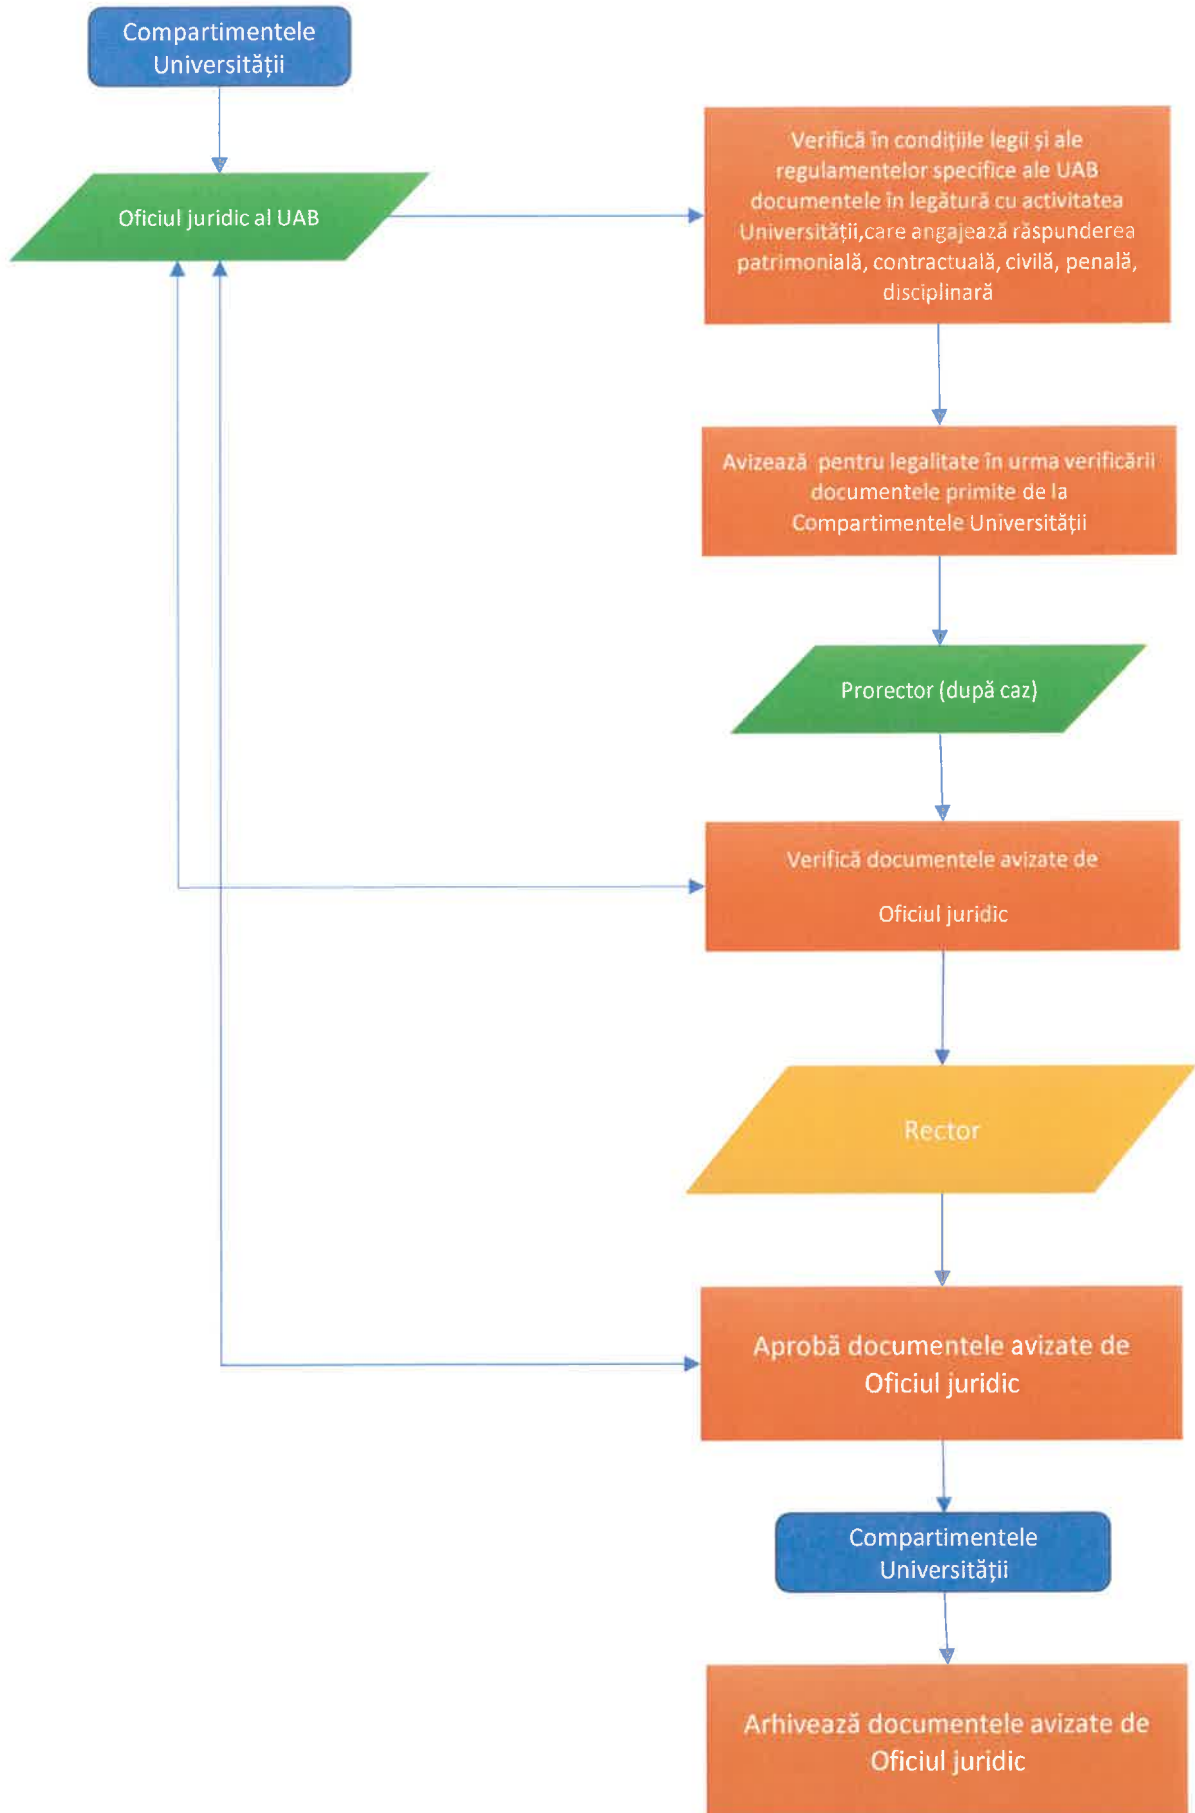 Compartimentele
Universității
Oficiul juridic al UAB
Verifică în condițiile legii și ale
regulamentelor specifice ale UAB
documentele în legătură cu activitatea
Universității,care angajează răspunderea
patrimonială, contractuală, civilă, penală,
disciplinară
Avizează pentru legalitate în urma verificării
documentele primite de la
Compartimentele Universității
Prorector (după caz)
Verifică documentele avizate de
Oficiul juridic
Rector
Aprobă documentele avizate de
Oficiul juridic
Compartimentele
Universității
Arhivează documentele avizate de
Oficiul juridic